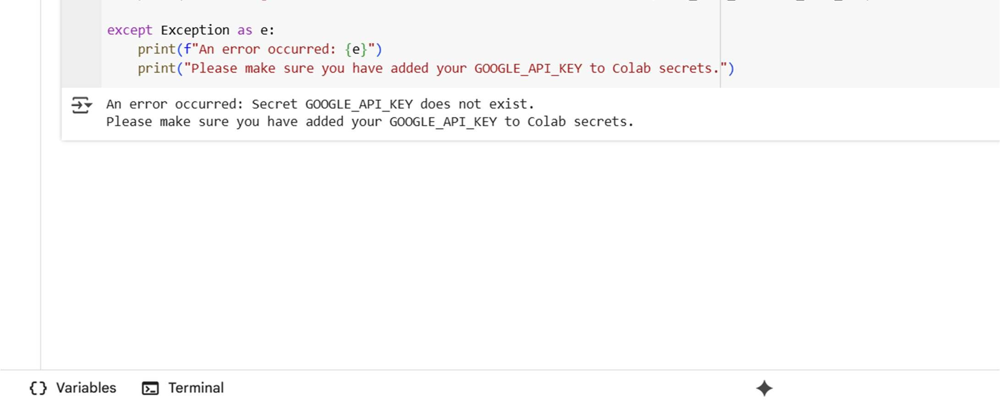 except Exception as e:
    print(f"An error occurred: {e}")
    print("Please make sure you have added your GOOGLE_API_KEY to Colab secrets.")
An error occurred: Secret GOOGLE_API_KEY does not exist.
Please make sure you have added your GOOGLE_API_KEY to Colab secrets.
Variables Terminal